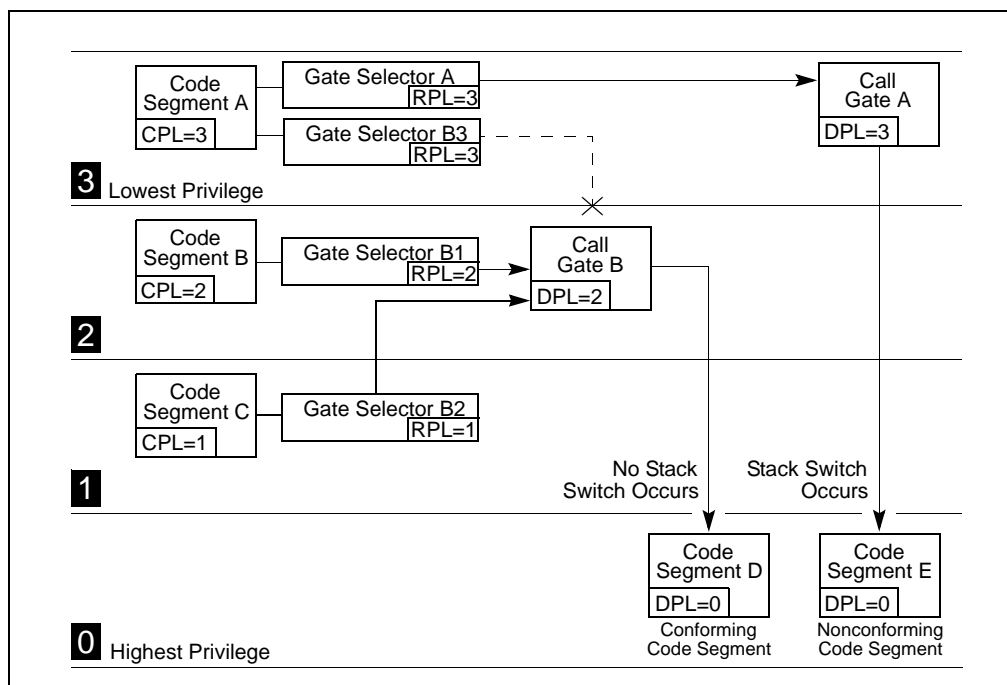 Code
Segment A
CPL=3
Gate Selector A
RPL=3
Gate Selector B3
RPL=3
Call
Gate A
DPL=3
3 Lowest Privilege
Code
Segment B
CPL=2
Gate Selector B1
RPL=2
Call
Gate B
DPL=2
2
Code
Segment C
CPL=1
Gate Selector B2
RPL=1
1
No Stack
Switch Occurs
Stack Switch
Occurs
Code
Segment D
DPL=0
Conforming
Code Segment
Code
Segment E
DPL=0
Nonconforming
Code Segment
0 Highest Privilege